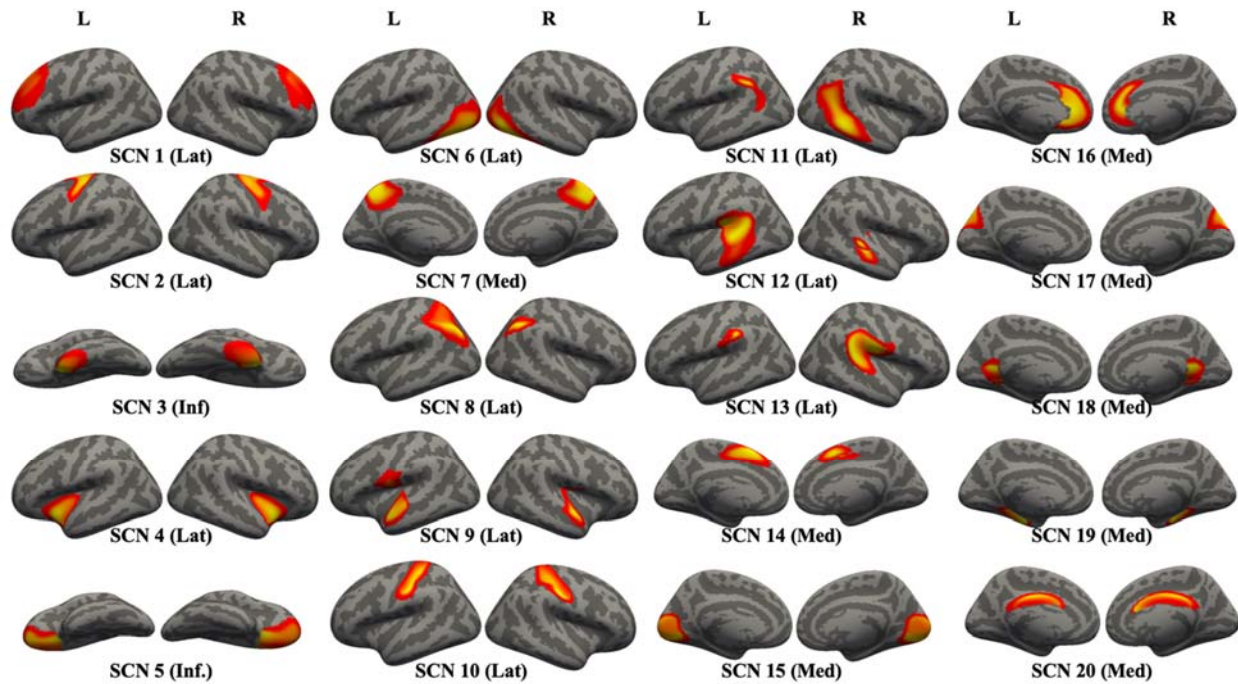 L R L R L R L R
SCN 1 (Lat) SCN 6 (Lat) SCN 11 (Lat) SCN 16 (Med)
SCN 2 (Lat) SCN 7 (Med) SCN 12 (Lat) SCN 17 (Med)
SCN 3 (Inf) SCN 8 (Lat) SCN 13 (Lat) SCN 18 (Med)
SCN 4 (Lat) SCN 9 (Lat) SCN 14 (Med) SCN 19 (Med)
SCN 5 (Inf.) SCN 10 (Lat) SCN 15 (Med) SCN 20 (Med)